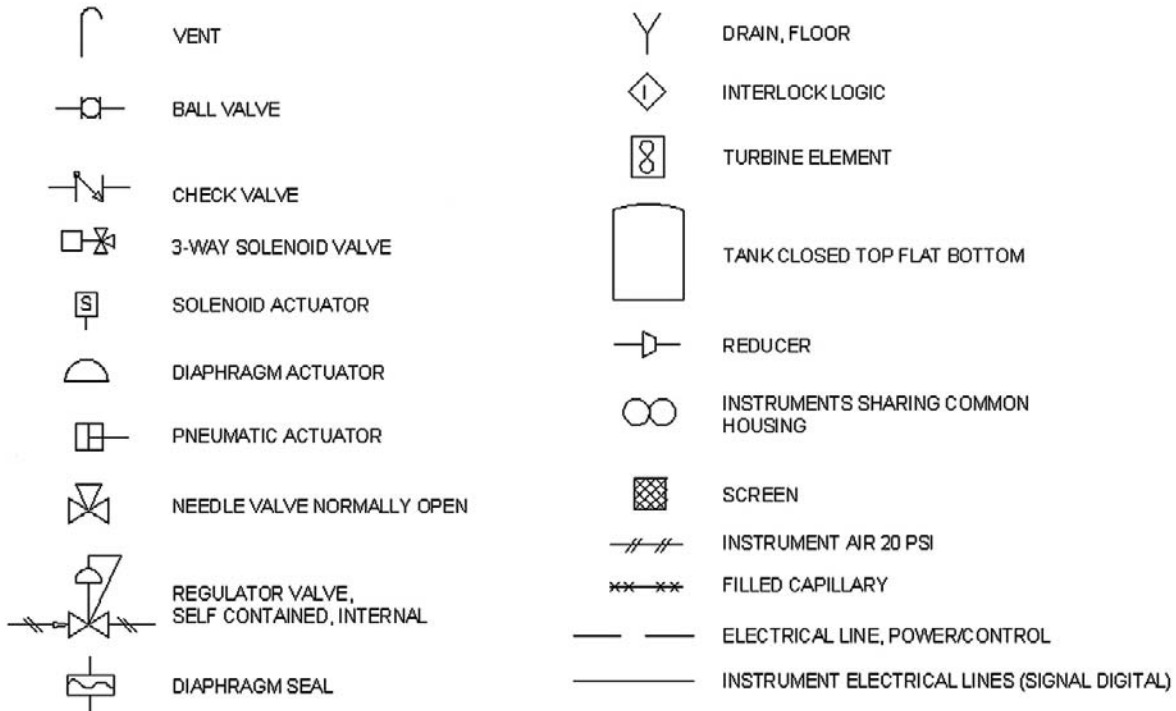 VENT
BALL VALVE
CHECK VALVE
3-WAY SOLENOID VALVE
S
SOLENOID ACTUATOR
DIAPHRAGM ACTUATOR
PNEUMATIC ACTUATOR
NEEDLE VALVE NORMALLY OPEN
REGULATOR VALVE,
SELF CONTAINED, INTERNAL
DIAPHRAGM SEAL
DRAIN, FLOOR
I
INTERLOCK LOGIC
TURBINE ELEMENT
TANK CLOSED TOP FLAT BOTTOM
REDUCER
INSTRUMENTS SHARING COMMON
HOUSING
SCREEN
INSTRUMENT AIR 20 PSI
FILLED CAPILLARY
ELECTRICAL LINE, POWER/CONTROL
INSTRUMENT ELECTRICAL LINES (SIGNAL DIGITAL)